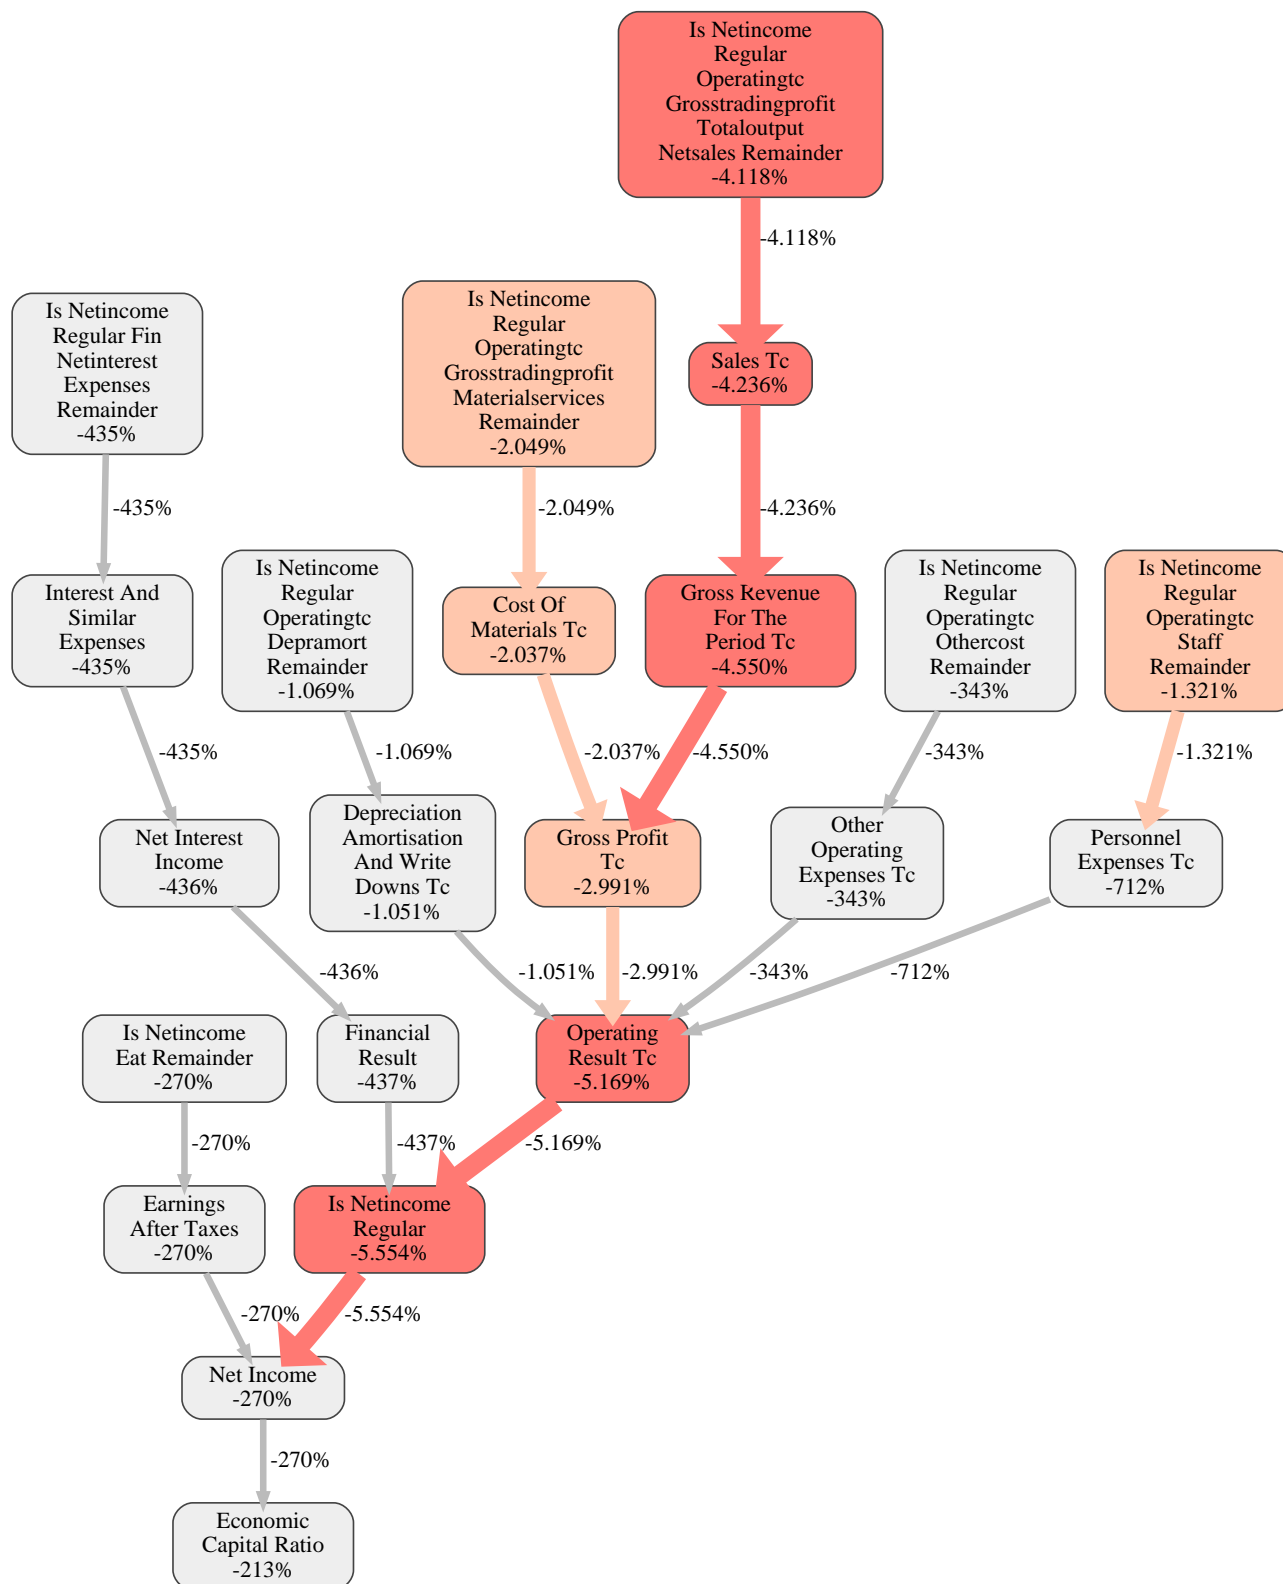 Is Netincome
Regular
Operatingtc
Grosstradingprofit
Totaloutput
Netsales Remainder
-4.118%
-4.118%
Is Netincome
Regular Fin
Netinterest
Expenses
Remainder
-435%
Is Netincome
Regular
Operatingtc
Grosstradingprofit
Materialservices
Remainder
-2.049%
Sales Tc
-4.236%
-435%
-2.049%
-4.236%
Interest And
Similar
Expenses
-435%
Is Netincome
Regular
Operatingtc
Depramort
Remainder
-1.069%
Cost Of
Materials Tc
-2.037%
Gross Revenue
For The
Period Tc
-4.550%
Is Netincome
Regular
Operatingtc
Othercost
Remainder
-343%
Is Netincome
Regular
Operatingtc
Staff
Remainder
-1.321%
-435%
-1.069%
-2.037%
-4.550%
-343%
-1.321%
Net Interest
Income
-436%
Depreciation
Amortisation
And Write
Downs Tc
-1.051%
Gross Profit
Tc
-2.991%
Other
Operating
Expenses Tc
-343%
Personnel
Expenses Tc
-712%
-436%
-1.051%
-2.991%
-343%
-712%
Is Netincome
Eat Remainder
-270%
Financial
Result
-437%
Operating
Result Tc
-5.169%
-270%
-437%
-5.169%
Earnings
After Taxes
-270%
Is Netincome
Regular
-5.554%
-270%
-5.554%
Net Income
-270%
-270%
Economic
Capital Ratio
-213%